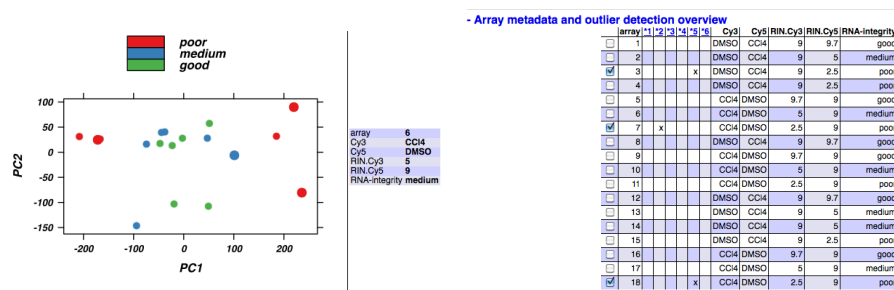 poor
medium
good
100
50
0
-50
-100
-150
PC2
-200 -100 0 100 200
PC1
array 6
Cy3 CCl4
Cy5 DMSO
RIN.Cy3 5
RIN.Cy5 9
RNA-integrity medium
- Array metadata and outlier detection overview
array *1 *2 *3 *4 *5 *6 Cy3 Cy5 RIN.Cy3 RIN.Cy5 RNA-integrity
1 DMSO CCl4 9 9.7 good
2 DMSO CCl4 9 5 medium
3 x DMSO CCl4 9 2.5 poor
4 DMSO CCl4 9 2.5 poor
5 CCl4 DMSO 9.7 9 good
6 CCl4 DMSO 5 9 medium
7 x CCl4 DMSO 2.5 9 poor
8 DMSO CCl4 9 9.7 good
9 CCl4 DMSO 9.7 9 good
10 CCl4 DMSO 5 9 medium
11 CCl4 DMSO 2.5 9 poor
12 DMSO CCl4 9 9.7 good
13 DMSO CCl4 9 5 medium
14 DMSO CCl4 9 5 medium
15 DMSO CCl4 9 2.5 poor
16 CCl4 DMSO 9.7 9 good
17 CCl4 DMSO 5 9 medium
18 x CCl4 DMSO 2.5 9 poor